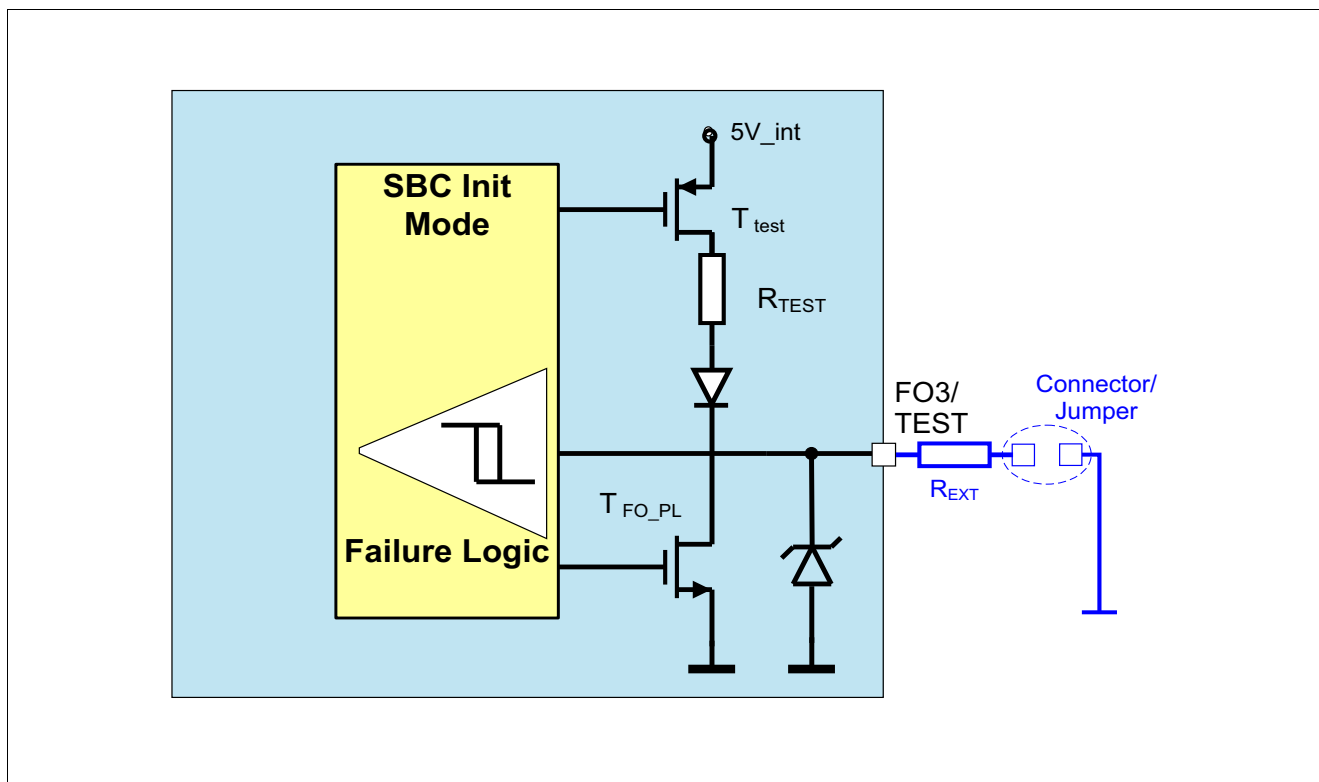 5V_int
SBC Init
Mode
T test
RTEST
FO3/
TEST
Connector/
Jumper
REXT
T FO_PL
Failure Logic